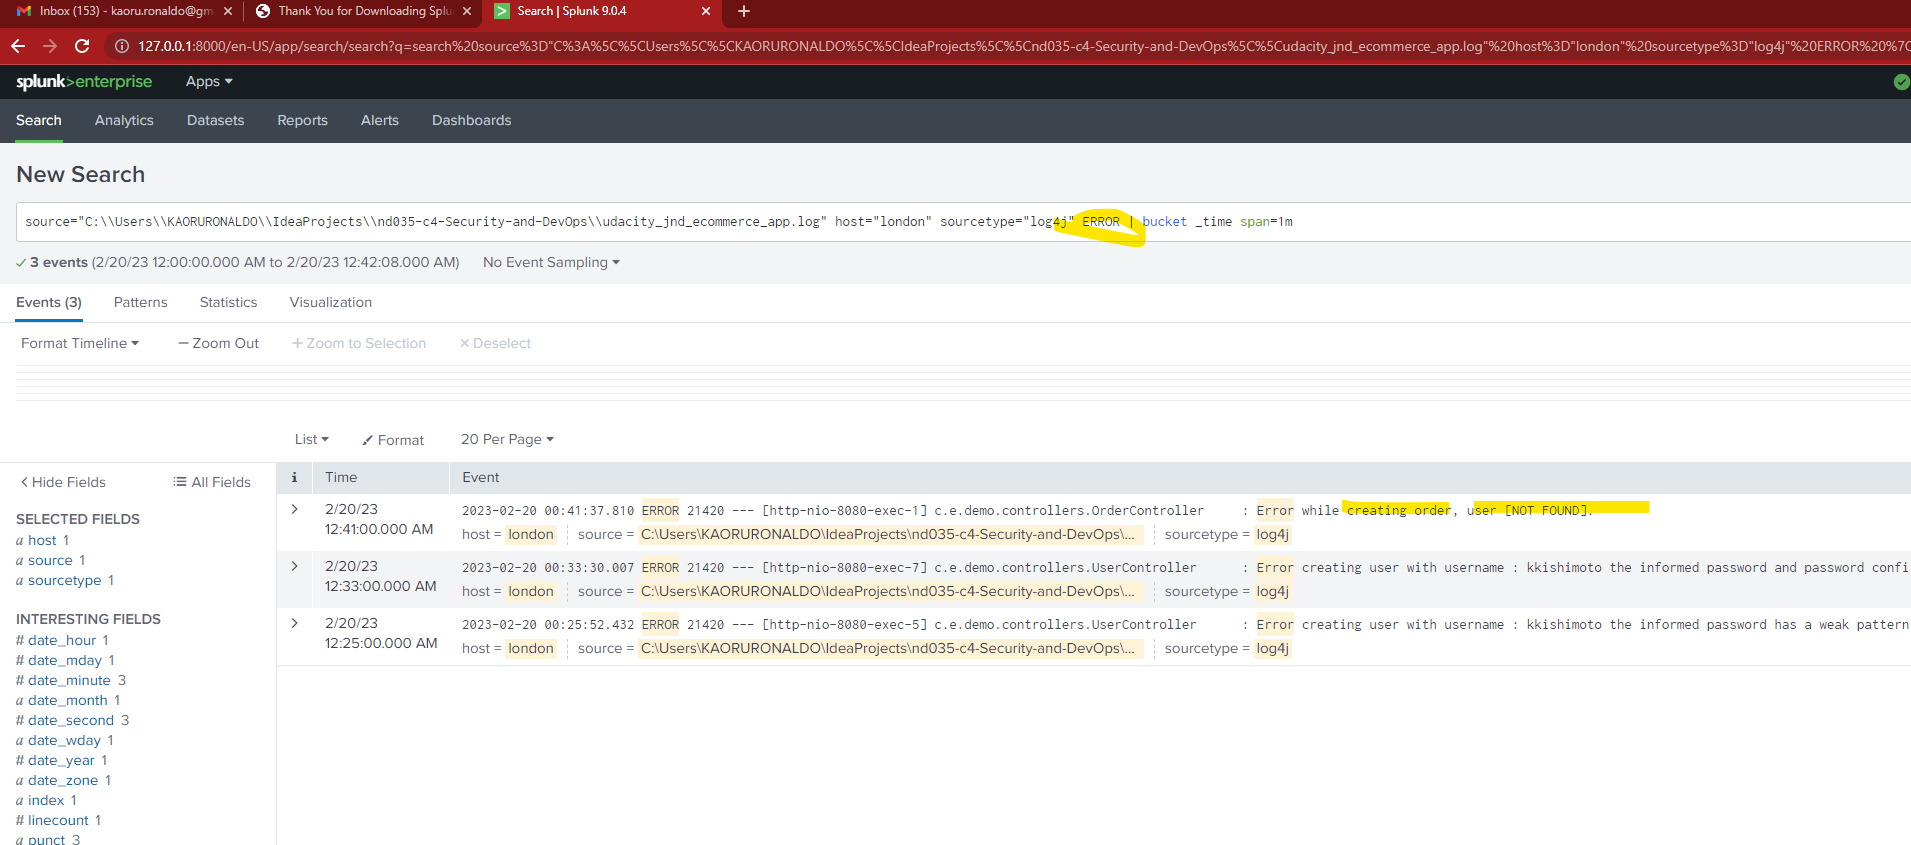 Inbox (153) - kaoru.ronaldo@gm
Thank You for Downloading Splu
Search | Splunk 9.0.4
127.0.0.1:8000/en-US/app/search/search?q=search%20source%3D"C%3A%5C%5CUsers%5C%5CKAORURONALDO%5C%5CIdeaProjects%5C%5Cnd035-c4-Security-and-DevOps%5C%5Cudacity_jnd_ecommerce_app.log"%20host%3D"london"%20sourcetype%3D"log4j"%20ERROR%20%7C
splunk>enterprise Apps
Search Analytics Datasets Reports Alerts Dashboards
New Search
source="C:\\Users\\KAORURONALDO\\IdeaProjects\\nd035-c4-Security-and-DevOps\\udacity_jnd_ecommerce_app.log" host="london" sourcetype="log4j" ERROR | bucket _time span=1m
3 events (2/20/23 12:00:00.000 AM to 2/20/23 12:42:08.000 AM) No Event Sampling
Events (3) Patterns Statistics Visualization
Format Timeline — Zoom Out + Zoom to Selection × Deselect
List Format 20 Per Page
Hide Fields All Fields
SELECTED FIELDS
a host 1
a source 1
a sourcetype 1
INTERESTING FIELDS
# date_hour 1
# date_mday 1
# date_minute 3
a date_month 1
# date_second 3
a date_wday 1
# date_year 1
a date_zone 1
a index 1
# linecount 1
a punct 3
i Time Event
2/20/23
12:41:00.000 AM
2023-02-20 00:41:37.810 ERROR 21420 --- [http-nio-8080-exec-1] c.e.demo.controllers.OrderController : Error while creating order, user [NOT FOUND].
host = london source = C:\Users\KAORURONALDO\IdeaProjects\nd035-c4-Security-and-DevOps\... sourcetype = log4j
2/20/23
12:33:00.000 AM
2023-02-20 00:33:30.007 ERROR 21420 --- [http-nio-8080-exec-7] c.e.demo.controllers.UserController : Error creating user with username : kkishimoto the informed password and password confi
host = london source = C:\Users\KAORURONALDO\IdeaProjects\nd035-c4-Security-and-DevOps\... sourcetype = log4j
2/20/23
12:25:00.000 AM
2023-02-20 00:25:52.432 ERROR 21420 --- [http-nio-8080-exec-5] c.e.demo.controllers.UserController : Error creating user with username : kkishimoto the informed password has a weak pattern
host = london source = C:\Users\KAORURONALDO\IdeaProjects\nd035-c4-Security-and-DevOps\... sourcetype = log4j